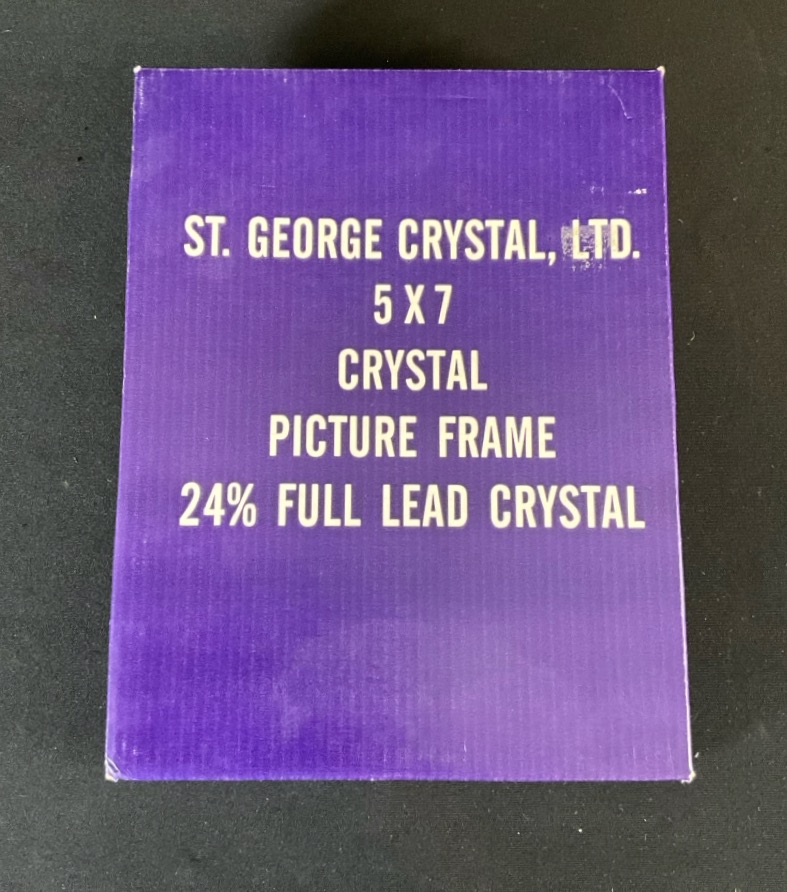 ST. GEORGE CRYSTAL, LTD.
5 X 7
CRYSTAL
PICTURE FRAME
24% FULL LEAD CRYSTAL